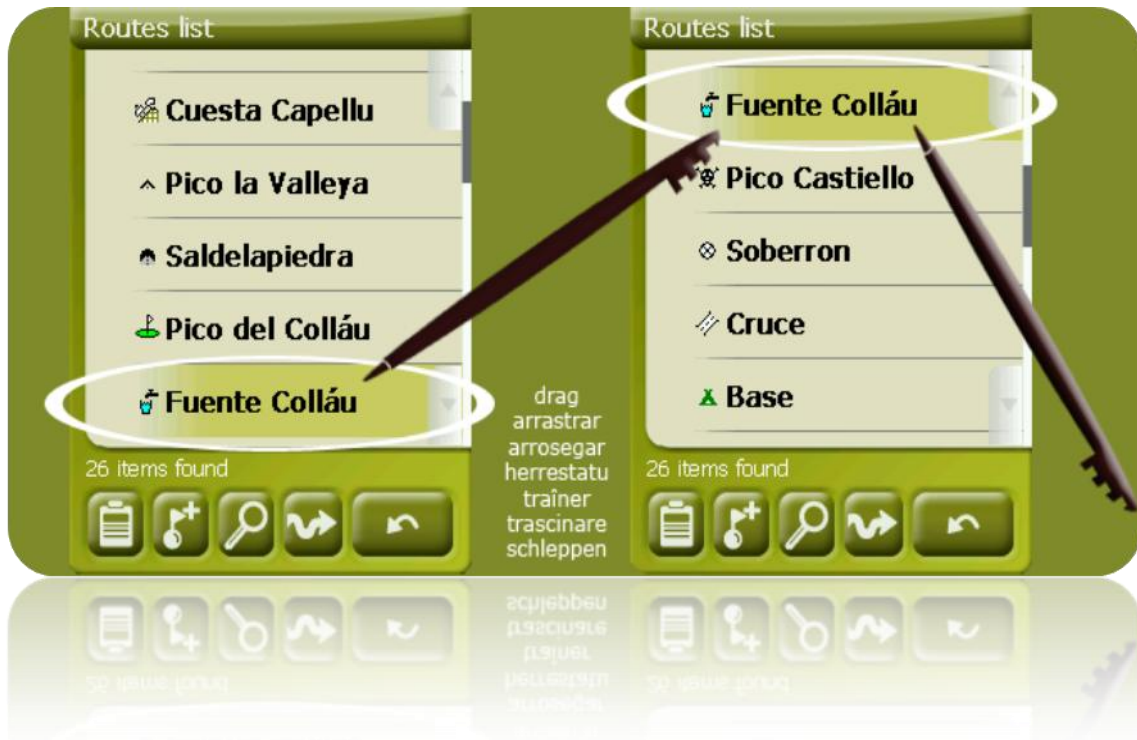 Routes list
Cuesta Capellu
Pico la Valleya
Saldelapiedra
Pico del Colláu
Fuente Colláu
26 items found
drag
arrastrar
arrosegar
herrestatu
traîner
trascinare
schleppen
Routes list
Fuente Colláu
Pico Castiello
Soberron
Cruce
Base
26 items found